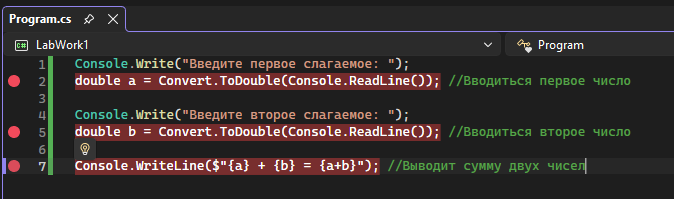 Program.cs
LabWork1
Program
1 Console.Write("Введите первое слагаемое: ");
2 double a = Convert.ToDouble(Console.ReadLine()); //Вводиться первое число
3
4 Console.Write("Введите второе слагаемое: ");
5 double b = Convert.ToDouble(Console.ReadLine()); //Вводиться второе число
6
7 Console.WriteLine($"{a} + {b} = {a+b}"); //Выводит сумму двух чисел